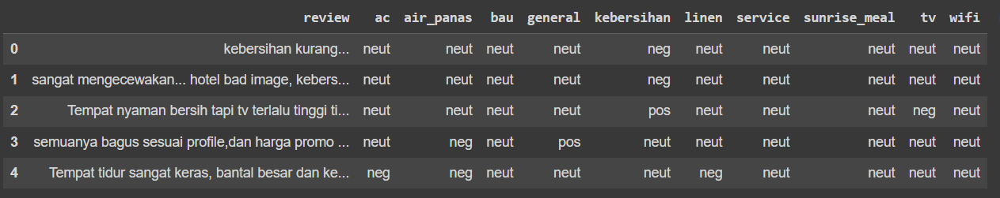 review ac air_panas bau general kebersihan linen service sunrise_meal tv wifi
0 kebersihan kurang... neut neut neut neut neg neut neut neut neut neut
1 sangat mengecewakan... hotel bad image, kebers... neut neut neut neut neg neut neut neut neut neut
2 Tempat nyaman bersih tapi tv terlalu tinggi ti... neut neut neut neut pos neut neut neut neg neut
3 semuanya bagus sesuai profile,dan harga promo ... neut neg neut pos neut neut neut neut neut neut
4 Tempat tidur sangat keras, bantal besar dan ke... neg neg neut neut neut neg neut neut neut neut